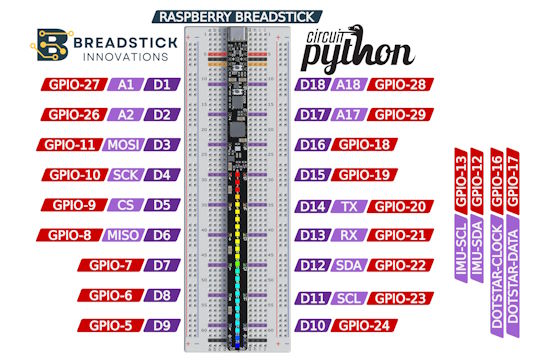 RASPBERRY BREADSTICK
BREADSTICK
INNOVATIONS
circuit
python
GPIO-27 A1 D1
D18 A18 GPIO-28
GPIO-26 A2 D2
D17 A17 GPIO-29
GPIO-11 MOSI D3
D16 GPIO-18
GPIO-10 SCK D4
D15 GPIO-19
GPIO-9 CS D5
D14 TX GPIO-20
GPIO-8 MISO D6
D13 RX GPIO-21
GPIO-7 D7
D12 SDA GPIO-22
GPIO-6 D8
D11 SCL GPIO-23
GPIO-5 D9
D10 GPIO-24
IMU-SCL GPIO-13
IMU-SDA GPIO-12
DOTSTAR-CLOCK GPIO-16
DOTSTAR-DATA GPIO-17